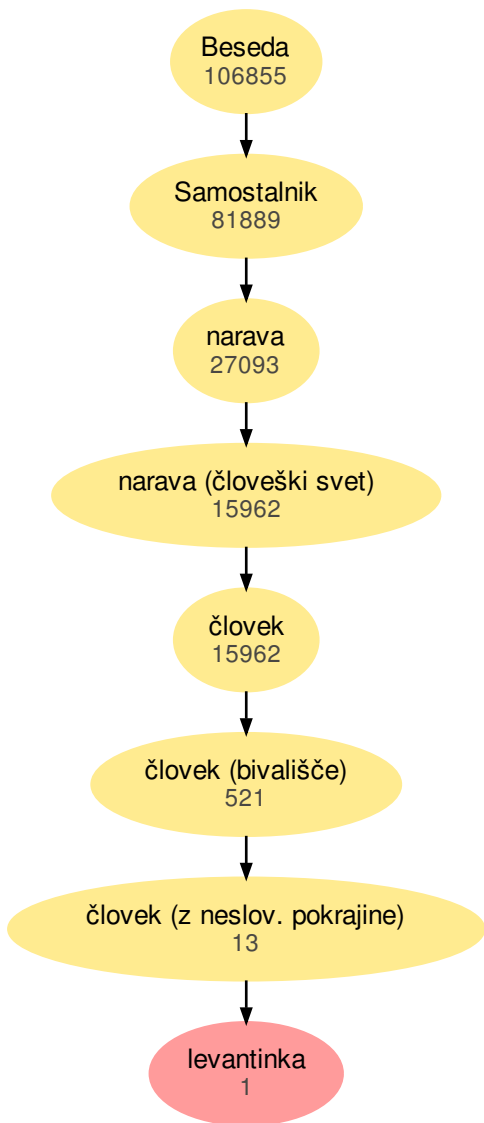 Beseda
106855
Samostalnik
81889
narava
27093
narava (človeški svet)
15962
človek
15962
človek (bivališče)
521
človek (z neslov. pokrajine)
13
levantinka
1